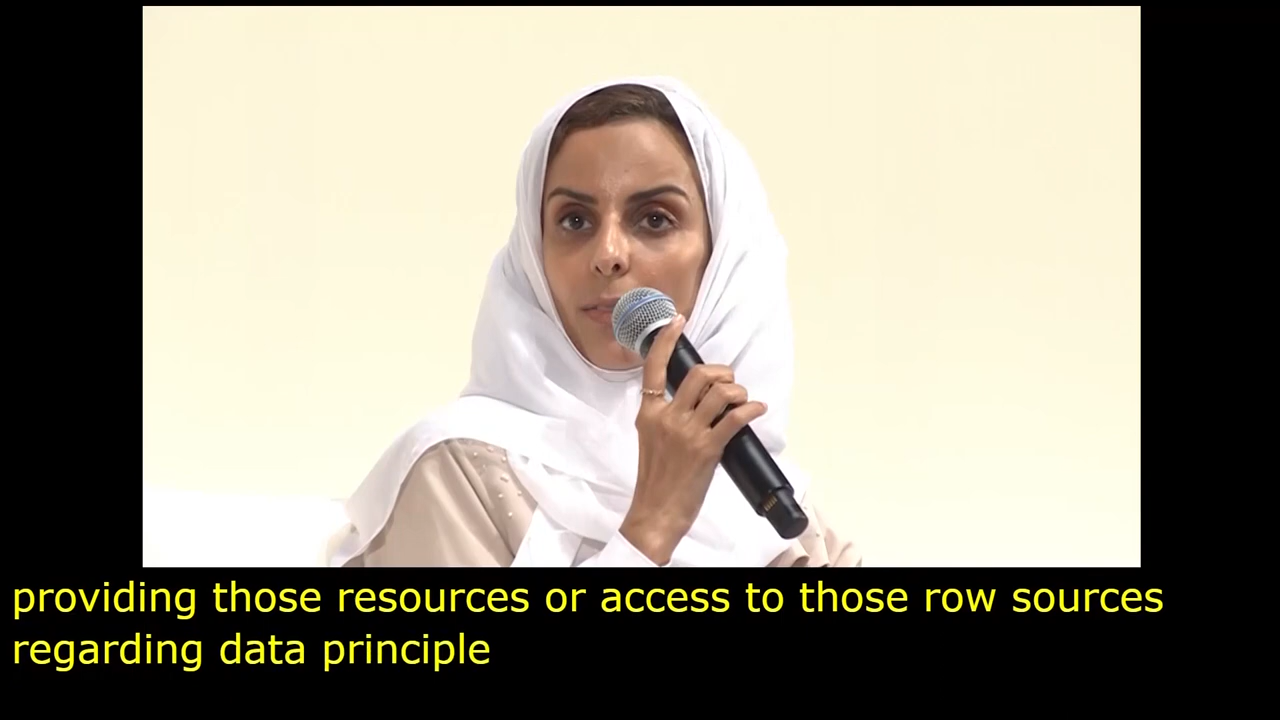 providing those resources or access to those row sources
regarding data principle